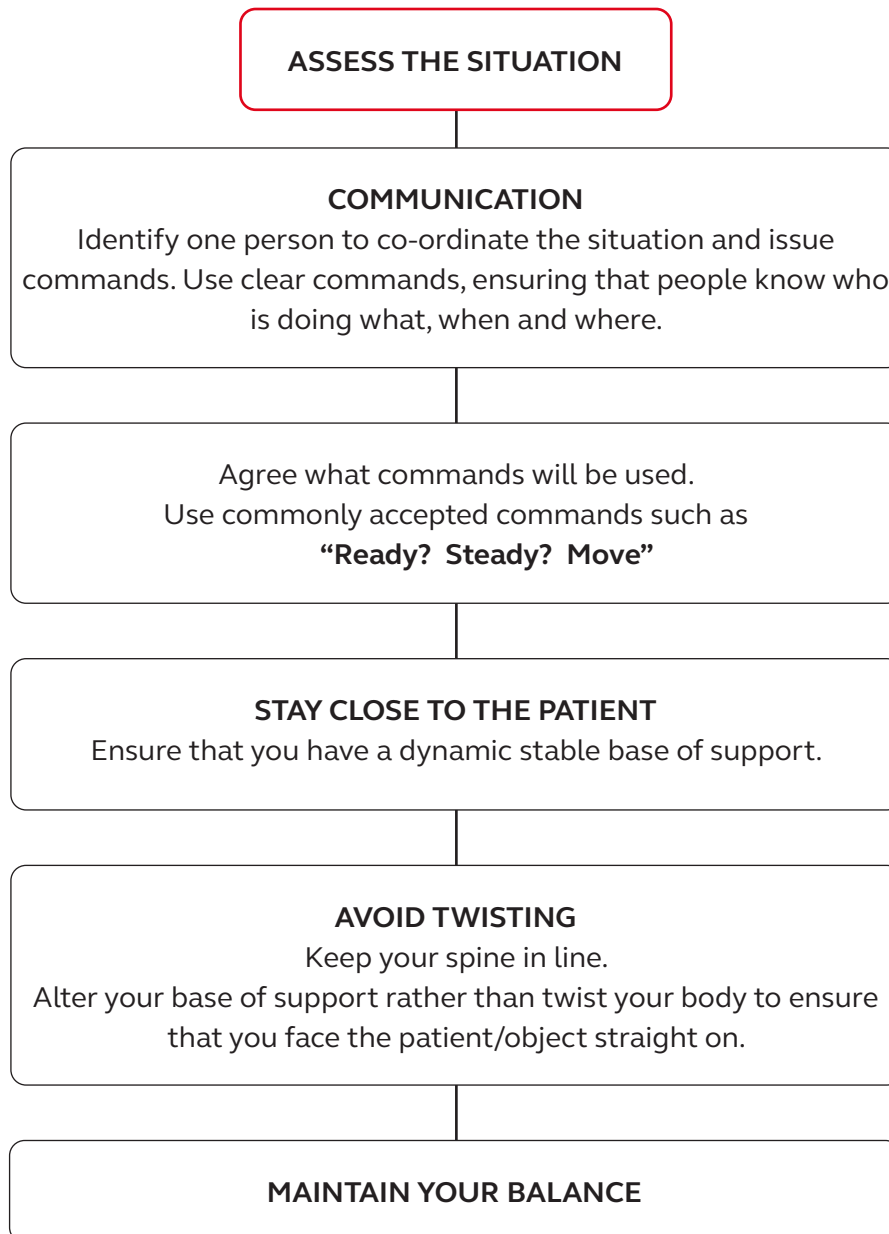 ASSESS THE SITUATION
COMMUNICATION
Identify one person to co-ordinate the situation and issue
commands. Use clear commands, ensuring that people know who
is doing what, when and where.
Agree what commands will be used.
Use commonly accepted commands such as
“Ready?  Steady?  Move”
STAY CLOSE TO THE PATIENT
Ensure that you have a dynamic stable base of support.
AVOID TWISTING
Keep your spine in line.
Alter your base of support rather than twist your body to ensure
that you face the patient/object straight on.
MAINTAIN YOUR BALANCE